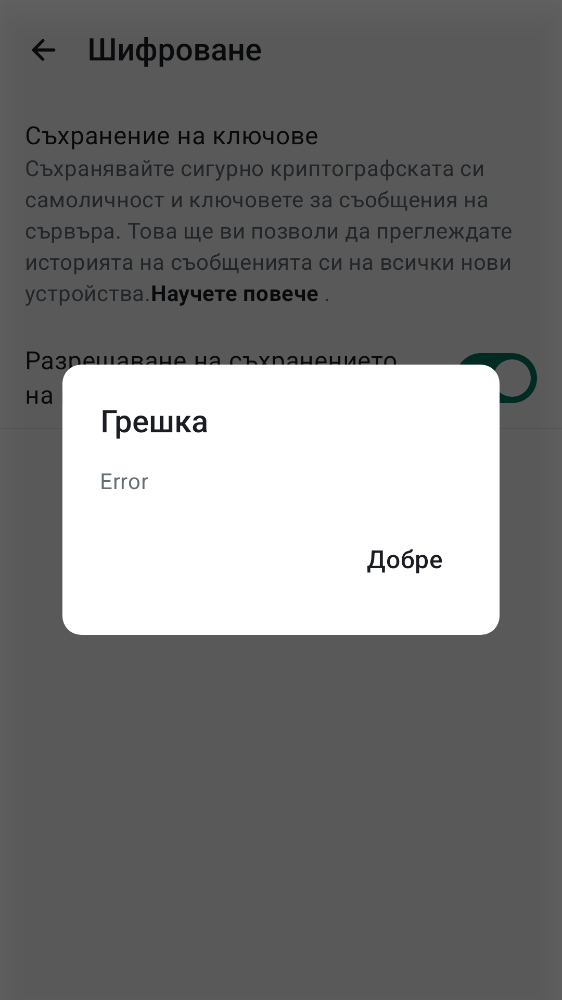 Шифроване
Съхранение на ключове
Съхранявайте сигурно криптографската си
самоличност и ключовете за съобщения на
сървъра. Това ще ви позволи да преглеждате
историята на съобщенията си на всички нови
устройства.Научете повече .
Разрешаване на съхранението
на
Грешка
Error
Добре